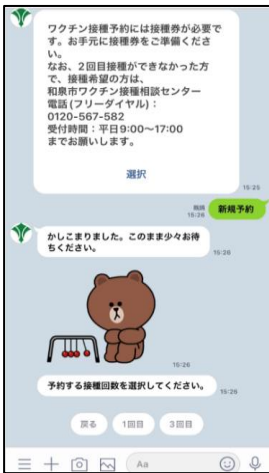 ワクチン接種予約には接種券が必要で
す。お手元に接種券をご準備くださ
い。
なお、2回目接種ができなかった方
で、接種希望の方は、
和泉市ワクチン接種相談センター
電話(フリーダイヤル)：
0120-567-582
受付時間：平日9:00〜17:00
までお願いします。
選択
15:25
既読
15:26
新規予約
かしこまりました。このまま少々お待
ちください。
15:26
15:26
予約する接種回数を選択してください。
15:26
戻る
1回目
3回目
Aa